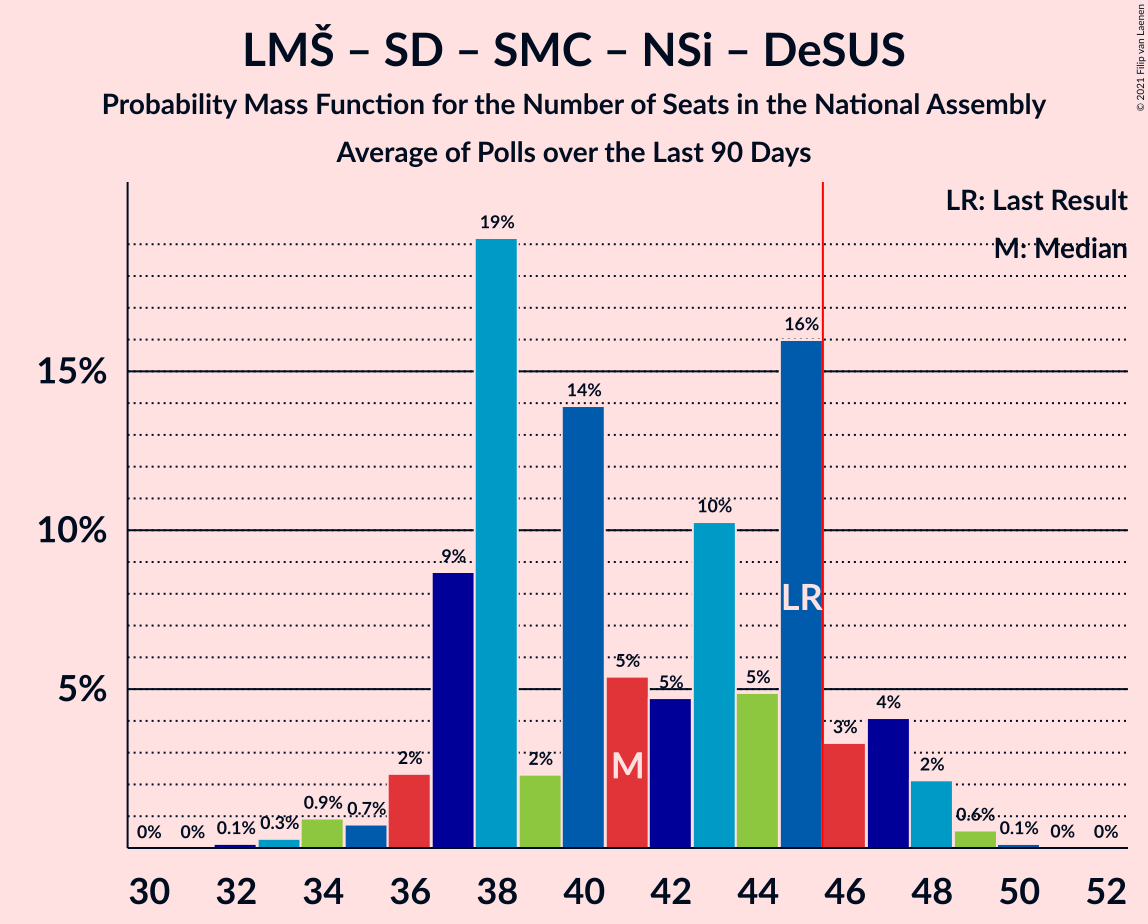 LMŠ – SD – SMC – NSi – DeSUS
Probability Mass Function for the Number of Seats in the National Assembly
Average of Polls over the Last 90 Days
© 2021 Filip van Laenen
LR: Last Result
M: Median
15%
10%
5%
0% 0% 0.1% 0.3% 0.9% 0.7% 2% 9% 19% 2% 14% 5% 5% 10% 5% 16% 3% 4% 2% 0.6% 0.1% 0% 0%
M
LR
30 32 34 36 38 40 42 44 46 48 50 52